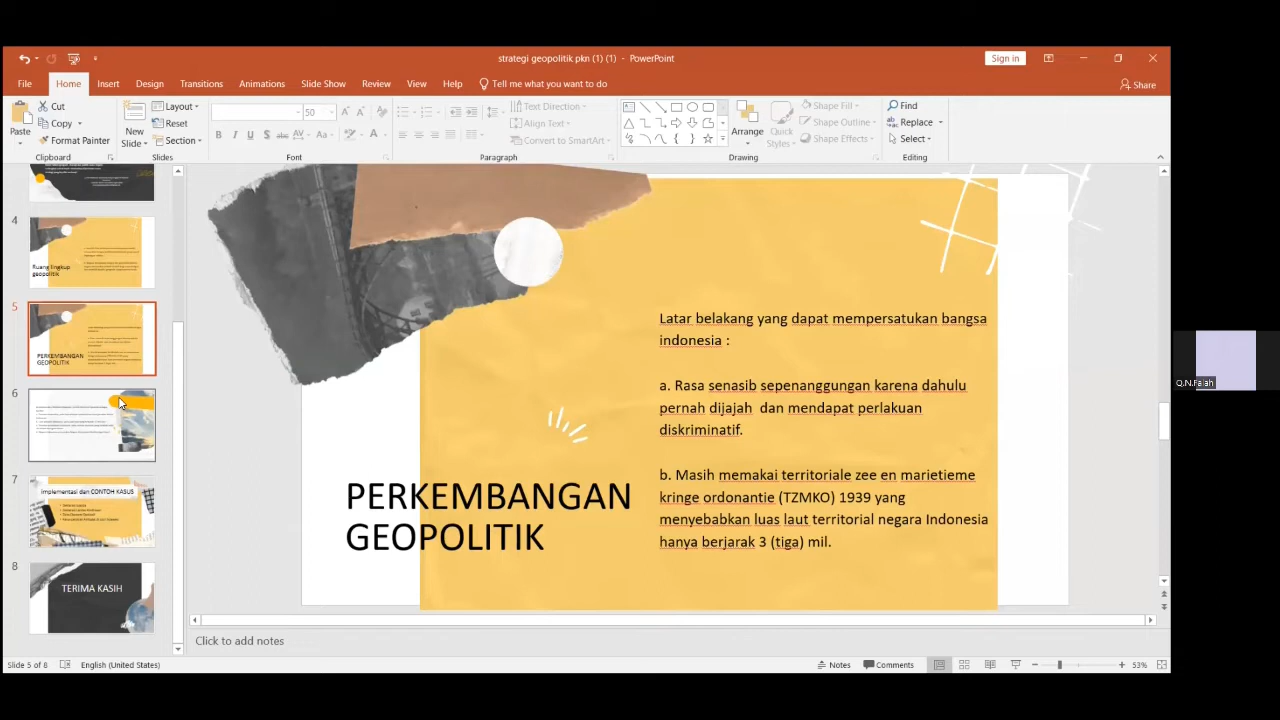 strategi geopolitik pkn (1) (1) - PowerPoint
Sign in
File Home Insert Design Transitions Animations Slide Show Review View Help Tell me what you want to do
Share
Paste
Cut
Copy
Format Painter
Clipboard
New
Slide
Layout
Reset
Section
Slides
50
Font
Text Direction
Align Text
Convert to SmartArt
Paragraph
Arrange
Quick
Styles
Shape Fill
Shape Outline
Shape Effects
Drawing
Find
Replace
Select
Editing
4
Ruang lingkup
geopolitik
5
PERKEMBANGAN
GEOPOLITIK
6
7
Implementasi dan CONTOH KASUS
8
TERIMA KASIH
PERKEMBANGAN
GEOPOLITIK
Latar belakang yang dapat mempersatukan bangsa
indonesia :
a. Rasa senasib sepenanggungan karena dahulu
pernah dijajah dan mendapat perlakuan
diskriminatif.
b. Masih memakai territoriale zee en marietieme
kringe ordonantie (TZMKO) 1939 yang
menyebabkan luas laut territorial negara Indonesia
hanya berjarak 3 (tiga) mil.
Q.N.Falah
Click to add notes
Slide 5 of 8 English (United States) Notes Comments 53%